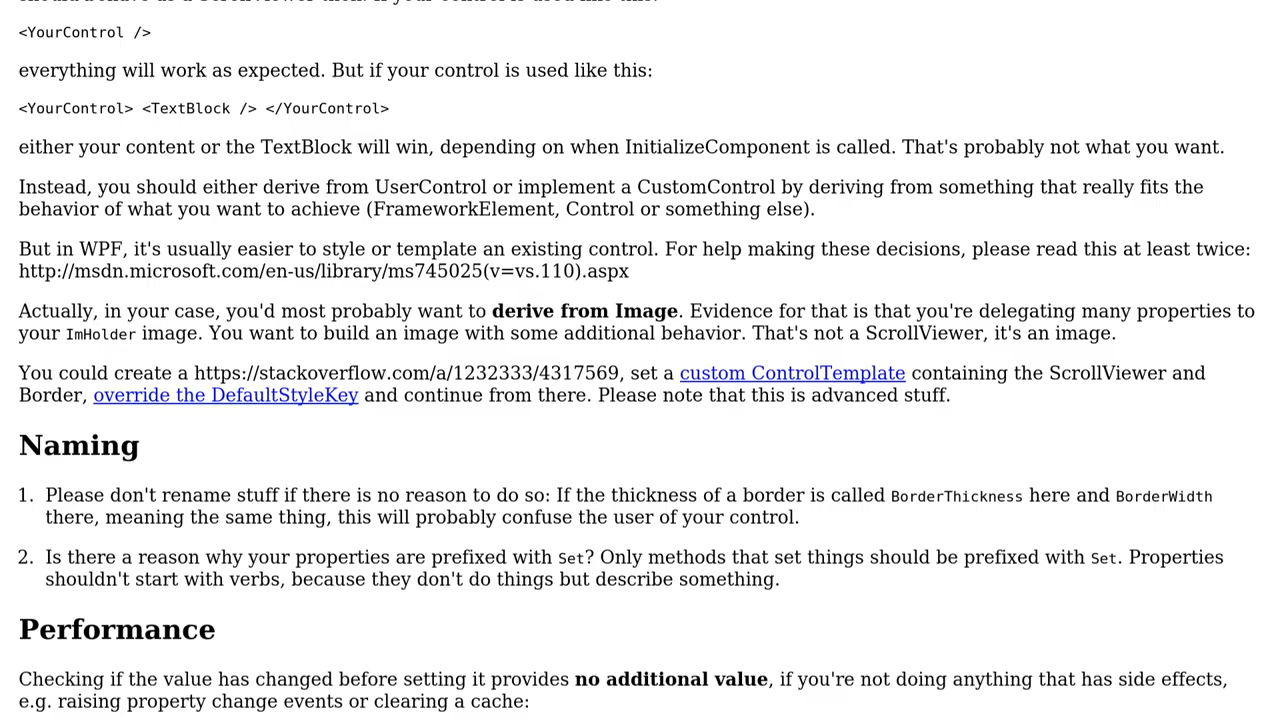 <YourControl />
everything will work as expected. But if your control is used like this:
<YourControl> <TextBlock /> </YourControl>
either your content or the TextBlock will win, depending on when InitializeComponent is called. That's probably not what you want.
Instead, you should either derive from UserControl or implement a CustomControl by deriving from something that really fits the
behavior of what you want to achieve (FrameworkElement, Control or something else).
But in WPF, it's usually easier to style or template an existing control. For help making these decisions, please read this at least twice:
http://msdn.microsoft.com/en-us/library/ms745025(v=vs.110).aspx
Actually, in your case, you'd most probably want to derive from Image. Evidence for that is that you're delegating many properties to
your ImHolder image. You want to build an image with some additional behavior. That's not a ScrollViewer, it's an image.
You could create a https://stackoverflow.com/a/1232333/4317569, set a custom ControlTemplate containing the ScrollViewer and
Border, override the DefaultStyleKey and continue from there. Please note that this is advanced stuff.
Naming
1. Please don't rename stuff if there is no reason to do so: If the thickness of a border is called BorderThickness here and BorderWidth
there, meaning the same thing, this will probably confuse the user of your control.
2. Is there a reason why your properties are prefixed with Set? Only methods that set things should be prefixed with Set. Properties
shouldn't start with verbs, because they don't do things but describe something.
Performance
Checking if the value has changed before setting it provides no additional value, if you're not doing anything that has side effects,
e.g. raising property change events or clearing a cache: